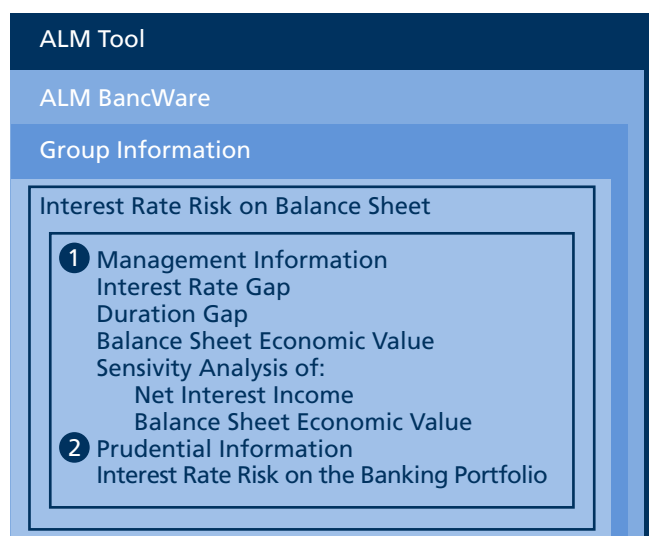 ALM Tool
ALM BancWare
Group Information
Interest Rate Risk on Balance Sheet
1 Management Information
Interest Rate Gap
Duration Gap
Balance Sheet Economic Value
Sensivity Analysis of:
Net Interest Income
Balance Sheet Economic Value
2 Prudential Information
Interest Rate Risk on the Banking Portfolio